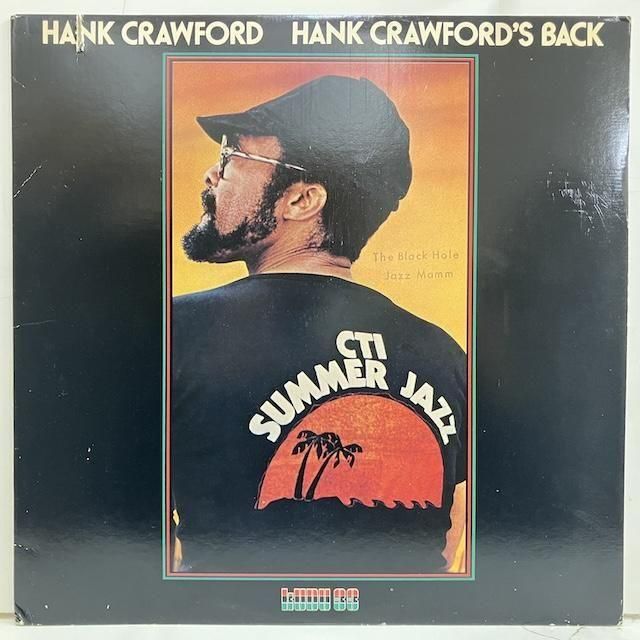 HANK CRAWFORD HANK CRAWFORD'S BACK
The Black Hole
Jazz Mamm
CTI
SUMMER JAZZ
KUDU 33